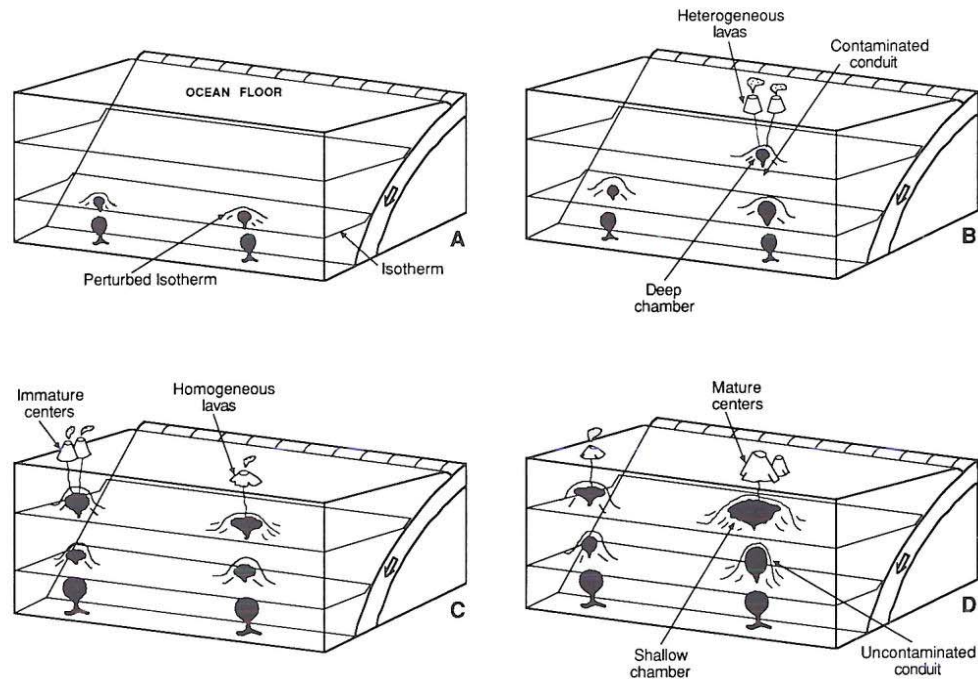 OCEAN FLOOR
Perturbed Isotherm
Isotherm
A
Heterogeneous
lavas
Contaminated
conduit
Deep
chamber
B
Immature
centers
Homogeneous
lavas
C
Mature
centers
Shallow
chamber
Uncontaminated
conduit
D